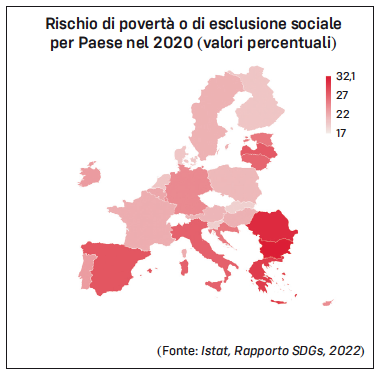 Rischio di povertà o di esclusione sociale
per Paese nel 2020 (valori percentuali)
32,1
27
22
17
(Fonte: Istat, Rapporto SDGs, 2022)